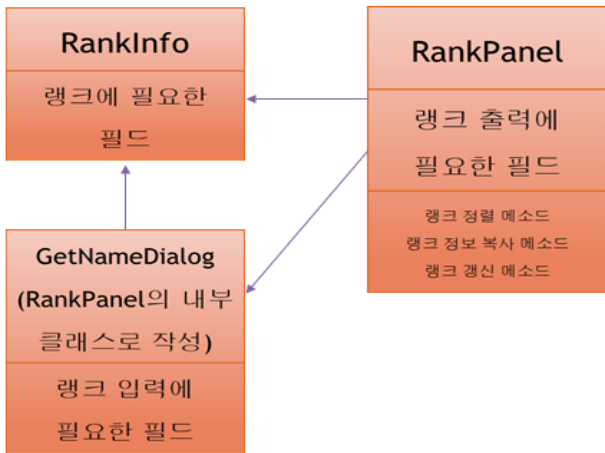 RankInfo
랭크에 필요한
필드
RankPanel
랭크 출력에
필요한 필드
랭크 정렬 메소드
랭크 정보 복사 메소드
랭크 갱신 메소드
GetNameDialog
(RankPanel의 내부
클래스로 작성)
랭크 입력에
필요한 필드